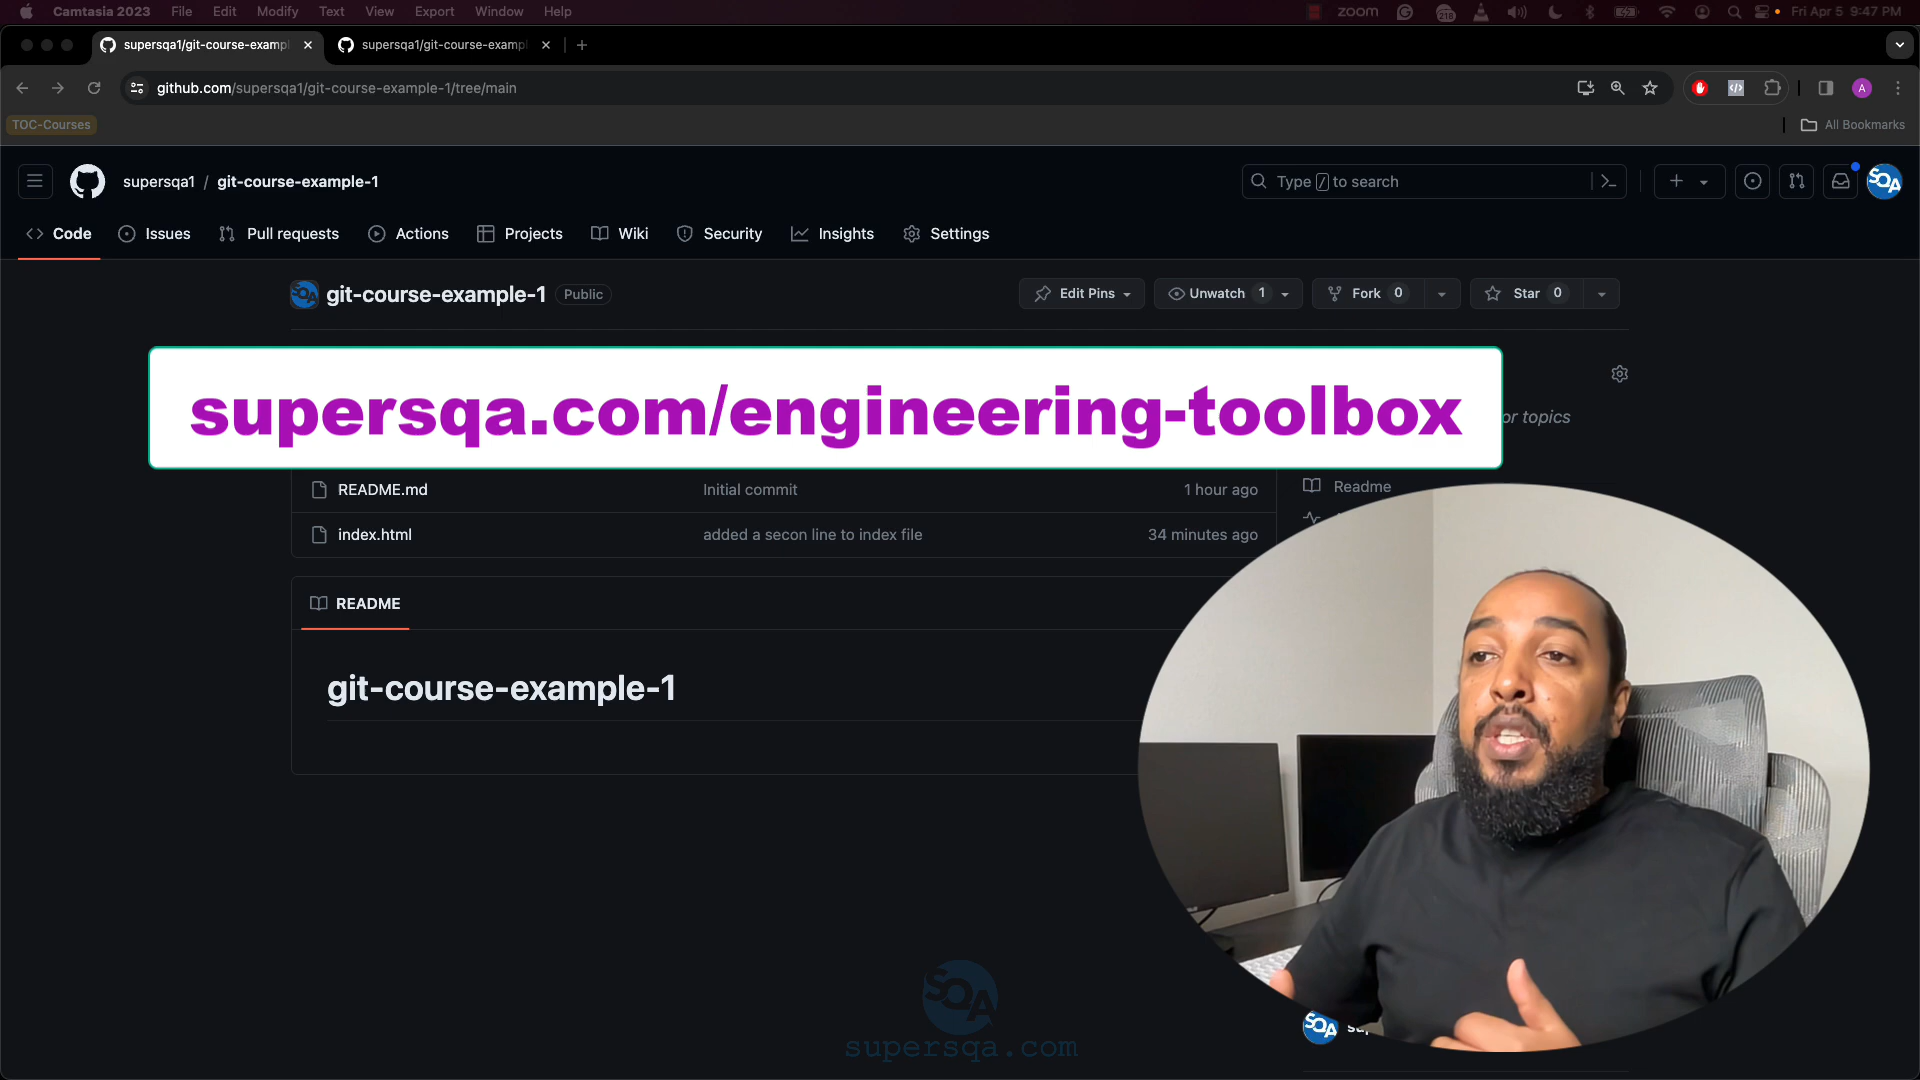 Camtasia 2023 File Edit Modify Text View Export Window Help zoom 218 Fri Apr 5 9:47 PM
supersqa1/git-course-exampl supersqa1/git-course-exampl
github.com/supersqa1/git-course-example-1/tree/main A
TOC-Courses All Bookmarks
supersqa1 / git-course-example-1 Type / to search SQA
Code Issues Pull requests Actions Projects Wiki Security Insights Settings
SQA git-course-example-1 Public Edit Pins Unwatch 1 Fork 0 Star 0
supersqa.com/engineering-toolbox
or topics
README.md Initial commit 1 hour ago
Readme
index.html added a secon line to index file 34 minutes ago
README
git-course-example-1
SQA
supersqa.com
SQA